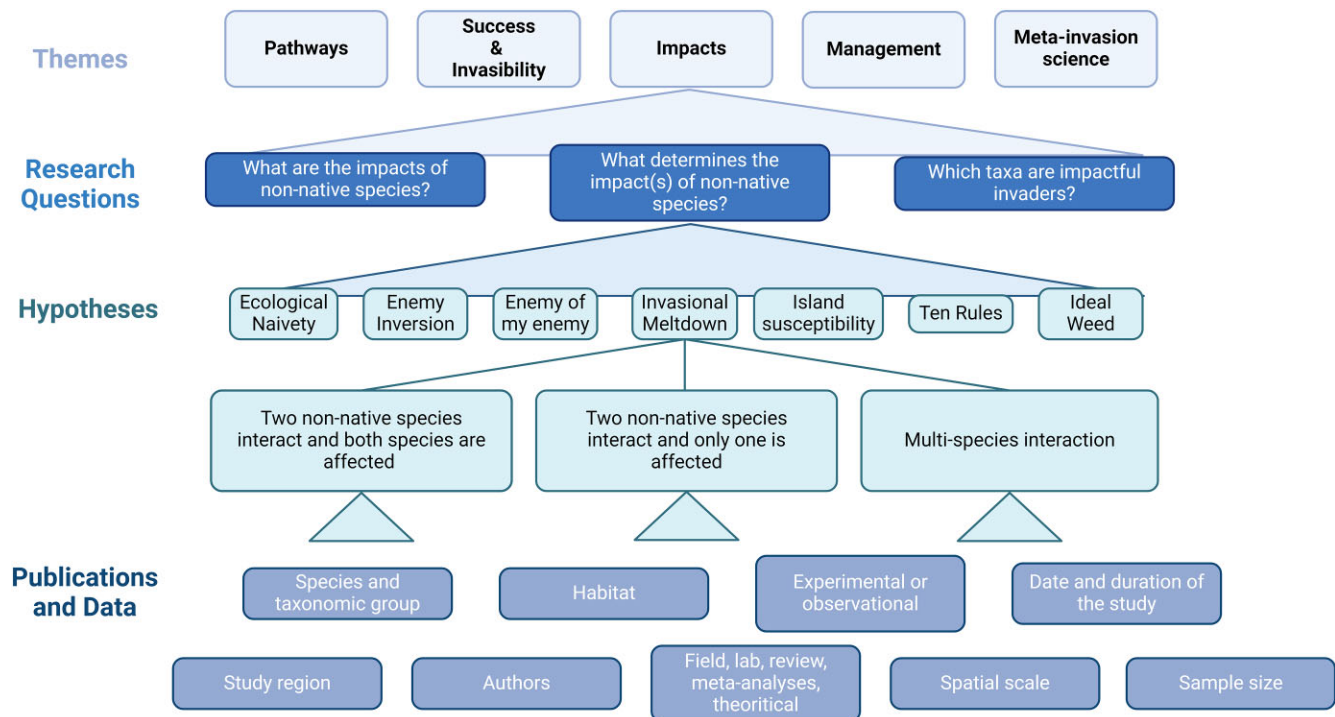 Themes
Pathways
Success
&
Invasibility
Impacts
Management
Meta-invasion
science
Research
Questions
What are the impacts of
non-native species?
What determines the
impact(s) of non-native
species?
Which taxa are impactful
invaders?
Hypotheses
Ecological
Naivety
Enemy
Inversion
Enemy of
my enemy
Invasional
Meltdown
Island
susceptibility
Ten Rules
Ideal
Weed
Two non-native species
interact and both species are
affected
Two non-native species
interact and only one is
affected
Multi-species interaction
Publications
and Data
Species and
taxonomic group
Habitat
Experimental or
observational
Date and duration of
the study
Study region
Authors
Field, lab, review,
meta-analyses,
theoritical
Spatial scale
Sample size